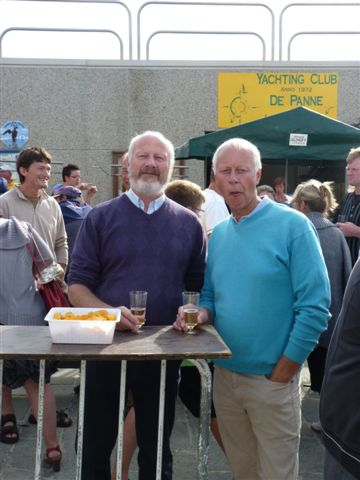 YACHTING CLUB
ANNO 1972
DE PANNE